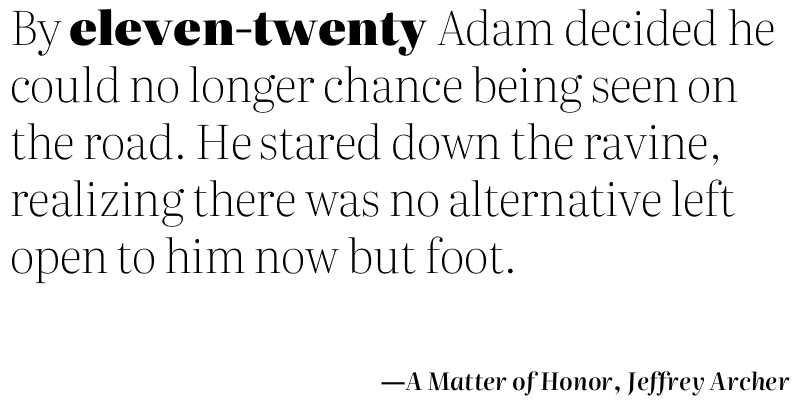 By eleven-twenty Adam decided he
could no longer chance being seen on
the road. He stared down the ravine,
realizing there was no alternative left
open to him now but foot.
—A Matter of Honor, Jeffrey Archer